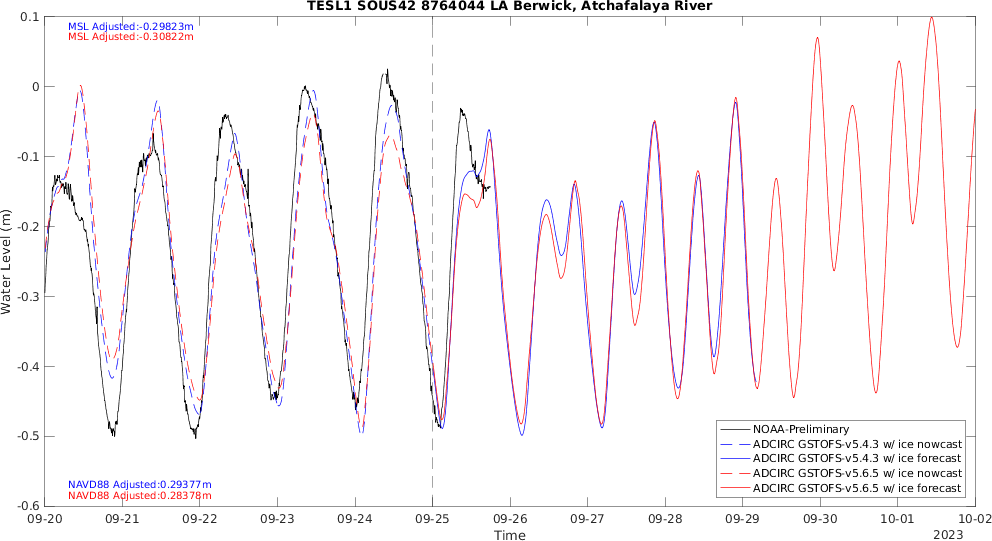 TESL1 SOUS42 8764044 LA Berwick, Atchafalaya River
MSL Adjusted:-0.29823m
MSL Adjusted:-0.30822m
0.1
0
-0.1
-0.2
-0.3
-0.4
-0.5
-0.6
Water Level (m)
NAVD88 Adjusted:0.29377m
NAVD88 Adjusted:0.28378m
NOAA-Preliminary
ADCIRC GSTOFS-v5.4.3 w/ ice nowcast
ADCIRC GSTOFS-v5.4.3 w/ ice forecast
ADCIRC GSTOFS-v5.6.5 w/ ice nowcast
ADCIRC GSTOFS-v5.6.5 w/ ice forecast
09-20 09-21 09-22 09-23 09-24 09-25 09-26 09-27 09-28 09-29 09-30 10-01 10-02
Time
2023